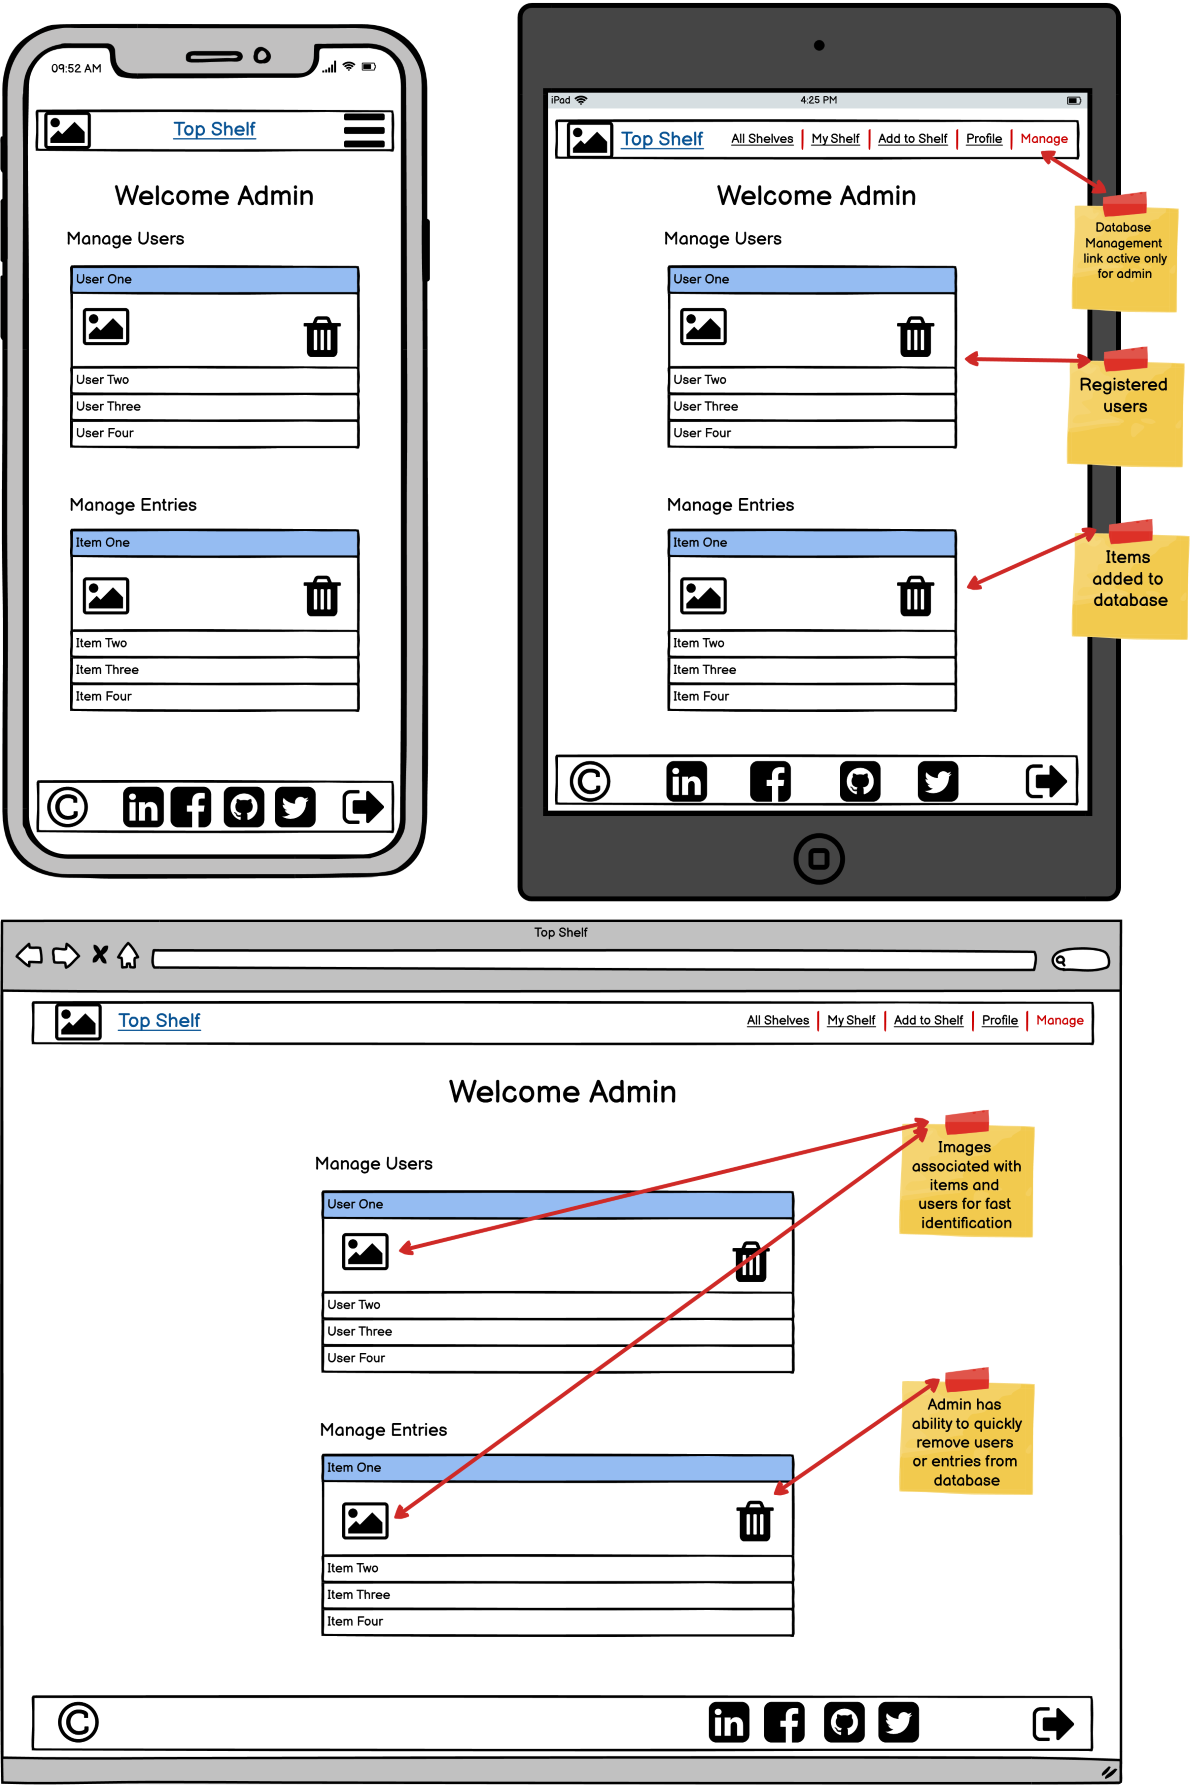 09:52 AM
Top Shelf
Welcome Admin
Manage Users
User One
User Two
User Three
User Four
Manage Entries
Item One
Item Two
Item Three
Item Four
iPad
4:25 PM
Top Shelf
All Shelves | My Shelf | Add to Shelf | Profile | Manage
Welcome Admin
Manage Users
User One
User Two
User Three
User Four
Manage Entries
Item One
Item Two
Item Three
Item Four
Database
Management
link active only
for admin
Registered
users
Items
added to
database
Top Shelf
Top Shelf
All Shelves | My Shelf | Add to Shelf | Profile | Manage
Welcome Admin
Manage Users
User One
User Two
User Three
User Four
Manage Entries
Item One
Item Two
Item Three
Item Four
Images
associated with
items and
users for fast
identification
Admin has
ability to quickly
remove users
or entries from
database